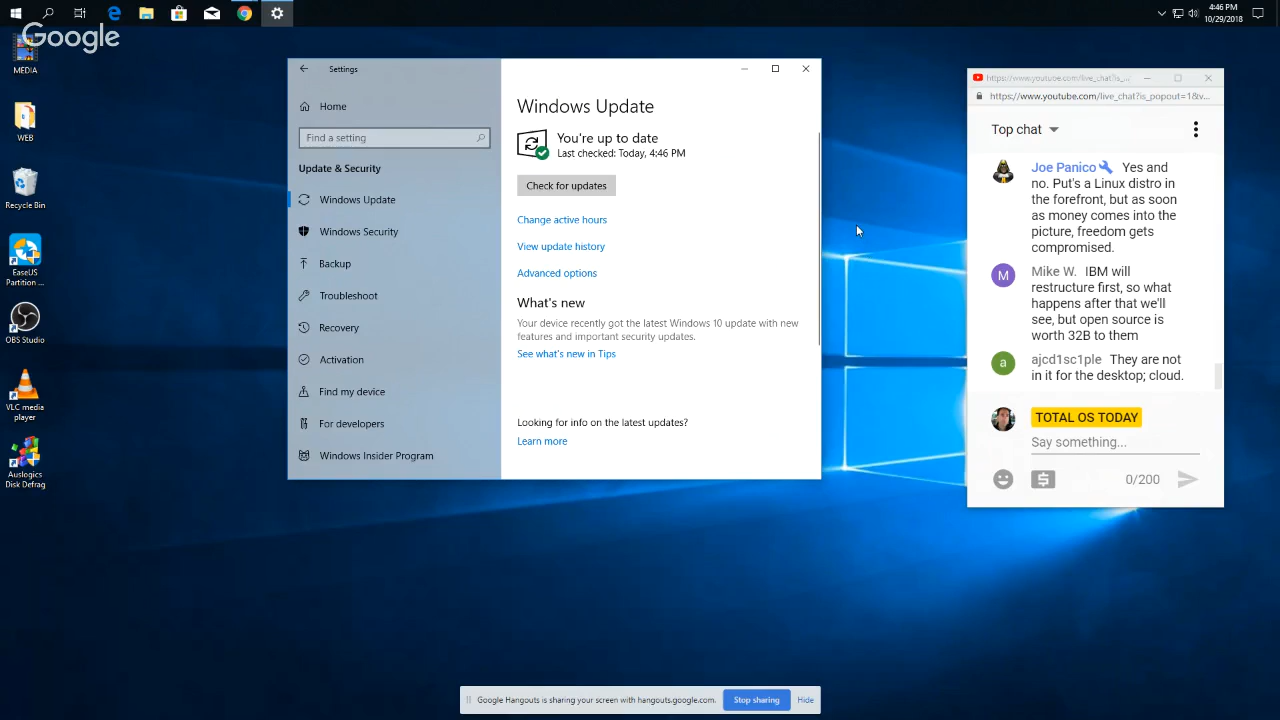 4:46 PM
10/29/2018
Google
MEDIA
WEB
Recycle Bin
EaseUS
Partition ...
OBS Studio
VLC media
player
Auslogics
Disk Defrag
Settings
Home
Find a setting
Update & Security
Windows Update
Windows Security
Backup
Troubleshoot
Recovery
Activation
Find my device
For developers
Windows Insider Program
Windows Update
You're up to date
Last checked: Today, 4:46 PM
Check for updates
Change active hours
View update history
Advanced options
What's new
Your device recently got the latest Windows 10 update with new
features and important security updates.
See what's new in Tips
Looking for info on the latest updates?
Learn more
https://www.youtube.com/live_chat?is_...
https://www.youtube.com/live_chat?is_popout=1&v...
Top chat
Joe Panico Yes and
no. Put's a Linux distro in
the forefront, but as soon
as money comes into the
picture, freedom gets
compromised.
M
Mike W. IBM will
restructure first, so what
happens after that we'll
see, but open source is
worth 32B to them
a
ajcd1sc1ple They are not
in it for the desktop; cloud.
TOTAL OS TODAY
Say something...
0/200
Google Hangouts is sharing your screen with hangouts.google.com.
Stop sharing
Hide